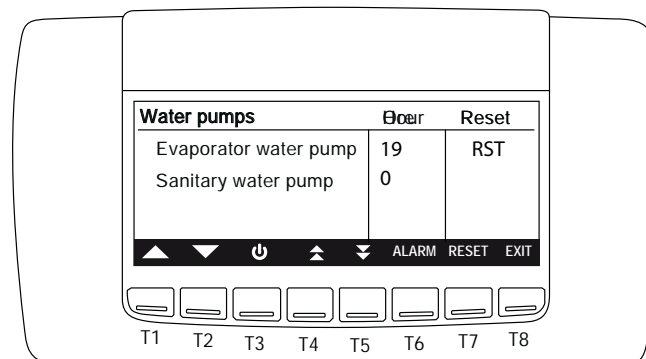 Water pumps Hour Reset
Evaporator water pump 19 RST
Sanitary water pump 0
ALARM RESET EXIT
T1 T2 T3 T4 T5 T6 T7 T8